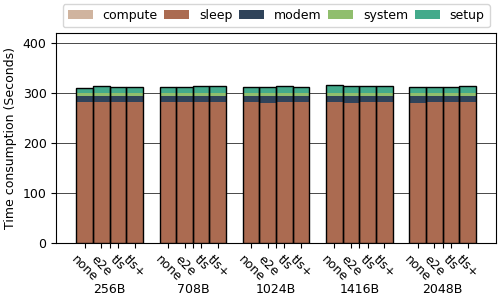 compute sleep modem system setup
Time consumption (Seconds)
400
300
200
100
0
none e2e tls tls+ none e2e tls tls+ none e2e tls tls+ none e2e tls tls+ none e2e tls tls+
256B 708B 1024B 1416B 2048B